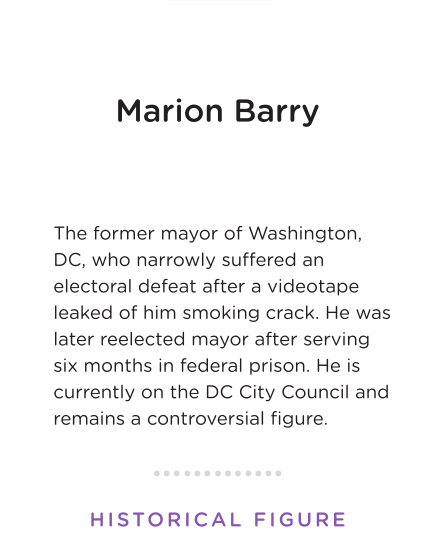 Marion Barry
The former mayor of Washington,
DC, who narrowly suffered an
electoral defeat after a videotape
leaked of him smoking crack. He was
later reelected mayor after serving
six months in federal prison. He is
currently on the DC City Council and
remains a controversial figure.
HISTORICAL FIGURE